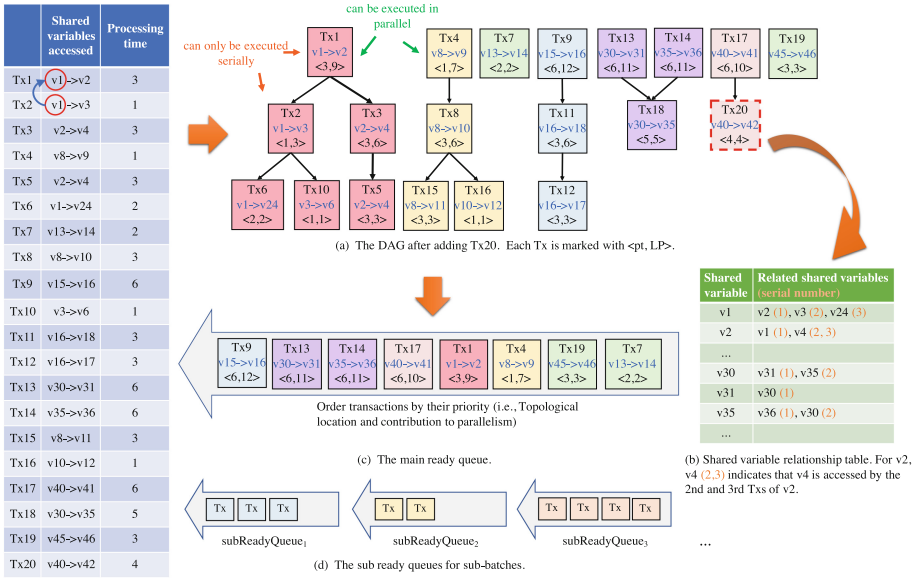 Shared variables accessed Processing time
Tx1 v1->v2 3
Tx2 v1->v3 1
Tx3 v2->v4 3
Tx4 v8->v9 1
Tx5 v2->v4 3
Tx6 v1->v24 2
Tx7 v13->v14 2
Tx8 v8->v10 3
Tx9 v15->v16 6
Tx10 v3->v6 1
Tx11 v16->v18 3
Tx12 v16->v17 3
Tx13 v30->v31 6
Tx14 v35->v36 6
Tx15 v8->v11 3
Tx16 v10->v12 1
Tx17 v40->v41 6
Tx18 v30->v35 5
Tx19 v45->v46 3
Tx20 v40->v42 4
can only be executed
serially
can be executed in
parallel
Tx1 Tx4 Tx7 Tx9 Tx13 Tx14 Tx17 Tx19
v1->v2 v8->v9 v13->v14 v15->v16 v30->v31 v35->v36 v40->v41 v45->v46
<3,9> <1,7> <2,2> <6,12> <6,11> <6,11> <6,10> <3,3>
Tx2 Tx3 Tx8 Tx11 Tx18 Tx20
v1->v3 v2->v4 v8->v10 v16->v18 v30->v35 v40->v42
<1,3> <3,6> <3,6> <3,6> <5,5> <4,4>
Tx6 Tx10 Tx5 Tx15 Tx16 Tx12
v1->v24 v3->v6 v2->v4 v8->v11 v10->v12 v16->v17
<2,2> <1,1> <3,3> <3,3> <1,1> <3,3>
(a) The DAG after adding Tx20. Each Tx is marked with <pt, LP>.
Shared variable Related shared variables (serial number)
v1 v2 (1), v3 (2), v24 (3)
v2 v1 (1), v4 (2, 3)
...
v30 v31 (1), v35 (2)
v31 v30 (1)
v35 v36 (1), v30 (2)
...
(b) Shared variable relationship table. For v2,
v4 (2,3) indicates that v4 is accessed by the
2nd and 3rd Txs of v2.
Tx9 Tx13 Tx14 Tx17 Tx1 Tx4 Tx19 Tx7
v15->v16 v30->v31 v35->v36 v40->v41 v1->v2 v8->v9 v45->v46 v13->v14
<6,12> <6,11> <6,11> <6,10> <3,9> <1,7> <3,3> <2,2>
Order transactions by their priority (i.e., Topological
location and contribution to parallelism)
(c) The main ready queue.
Tx Tx Tx Tx Tx Tx Tx Tx Tx
subReadyQueue1 subReadyQueue2 subReadyQueue3 ...
(d) The sub ready queues for sub-batches.